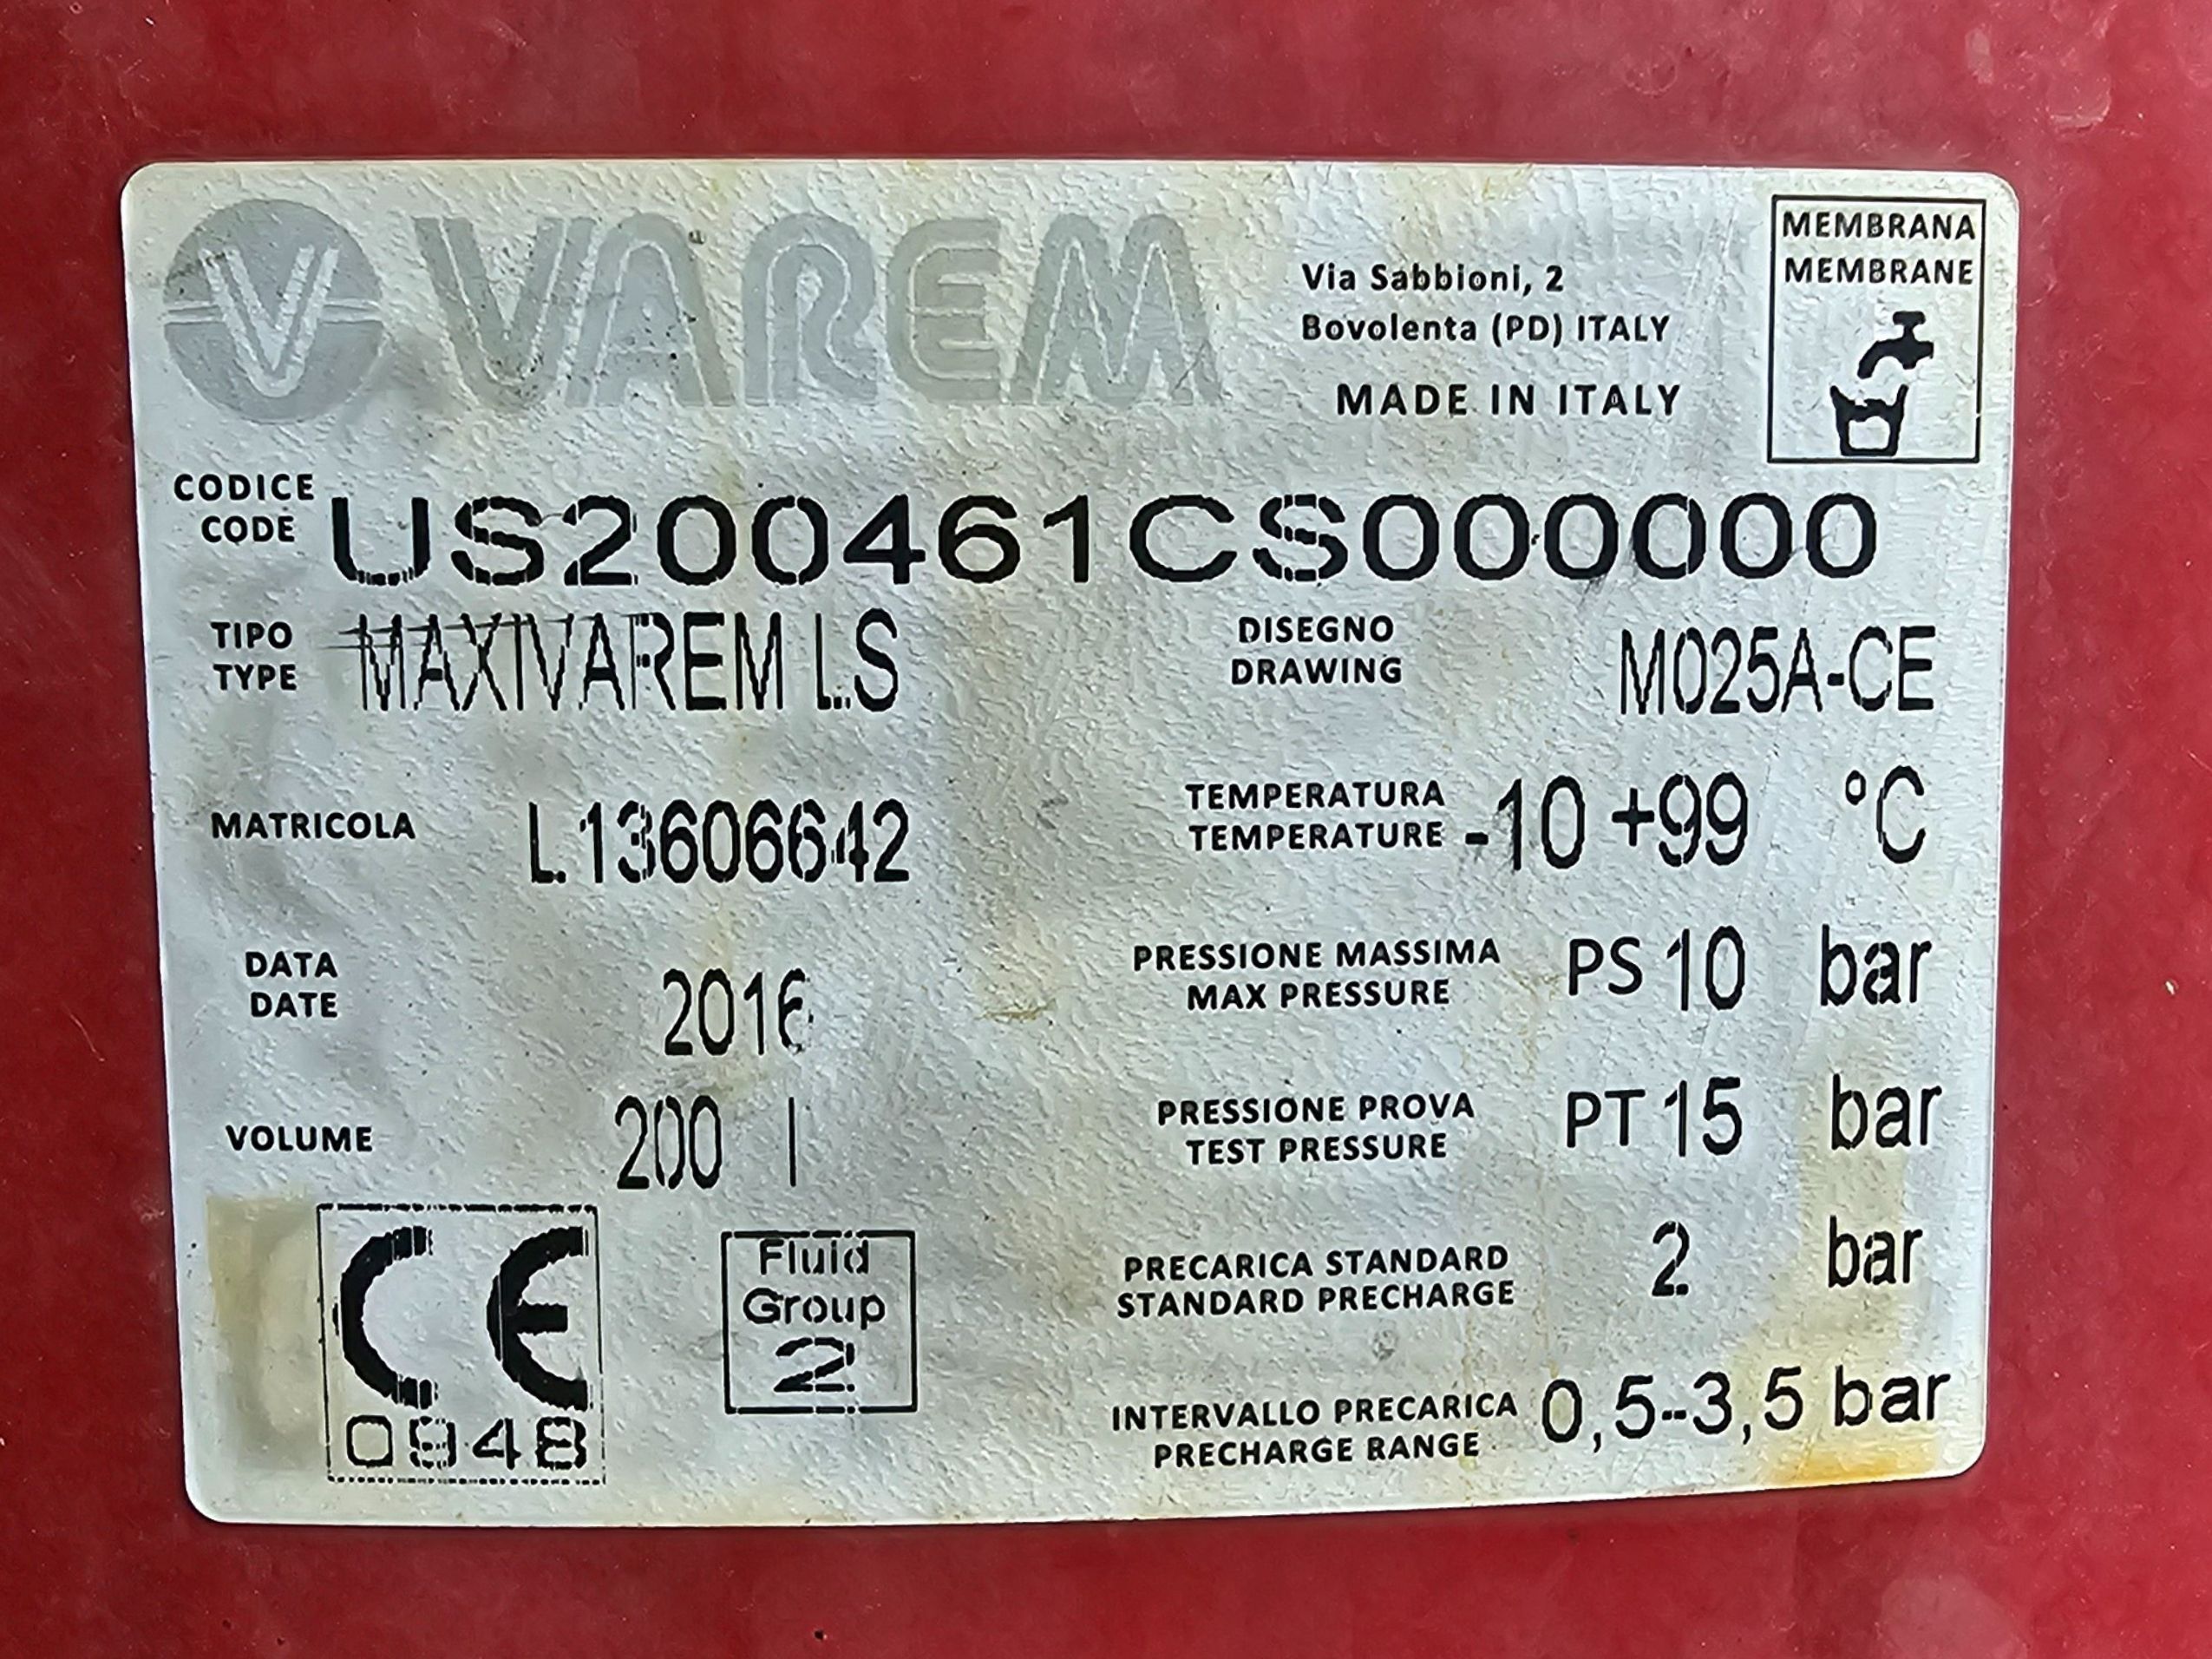 VAREM
Via Sabbioni, 2
Bovolenta (PD) ITALY
MADE IN ITALY
MEMBRANA
MEMBRANE
CODICE
CODE
US200461CS000000
TIPO
TYPE
MAXIVAREM LS
DISEGNO
DRAWING
M025A-CE
MATRICOLA
L13606642
TEMPERATURA
TEMPERATURE
-10 +99 °C
DATA
DATE
2016
PRESSIONE MASSIMA
MAX PRESSURE
PS 10 bar
VOLUME
200 l
PRESSIONE PROVA
TEST PRESSURE
PT 15 bar
CE
0948
Fluid
Group
2
PRECARICA STANDARD
STANDARD PRECHARGE
2 bar
INTERVALLO PRECARICA
PRECHARGE RANGE
0,5-3,5 bar